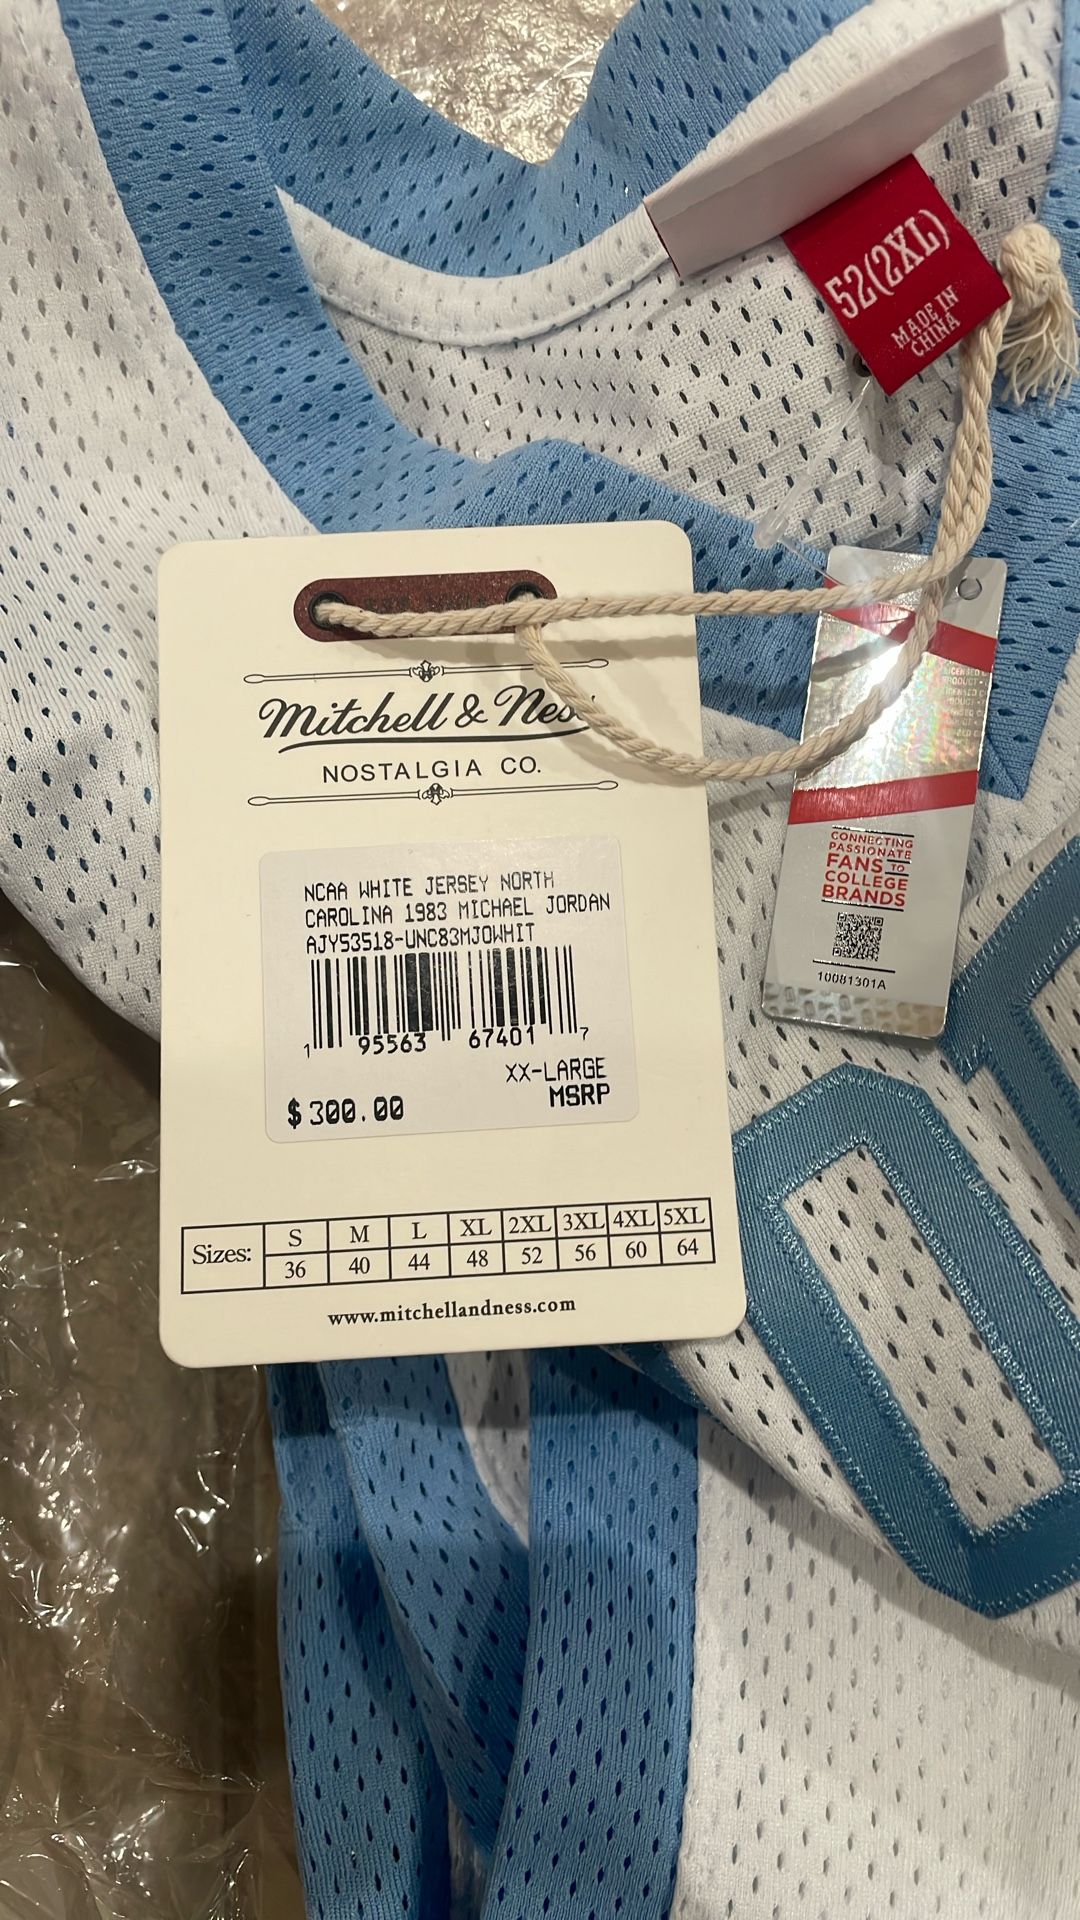 52(2XL)
MADE IN
CHINA
Mitchell & Ness
NOSTALGIA CO.
NCAA WHITE JERSEY NORTH
CAROLINA 1983 MICHAEL JORDAN
AJY53518-UNC83MJOWHIT
1 95563 67401 7
XX-LARGE
$300.00 MSRP
Sizes: S M L XL 2XL 3XL 4XL 5XL
36 40 44 48 52 56 60 64
www.mitchellandness.com
CONNECTING
PASSIONATE
FANS TO
COLLEGE
BRANDS
10081301A